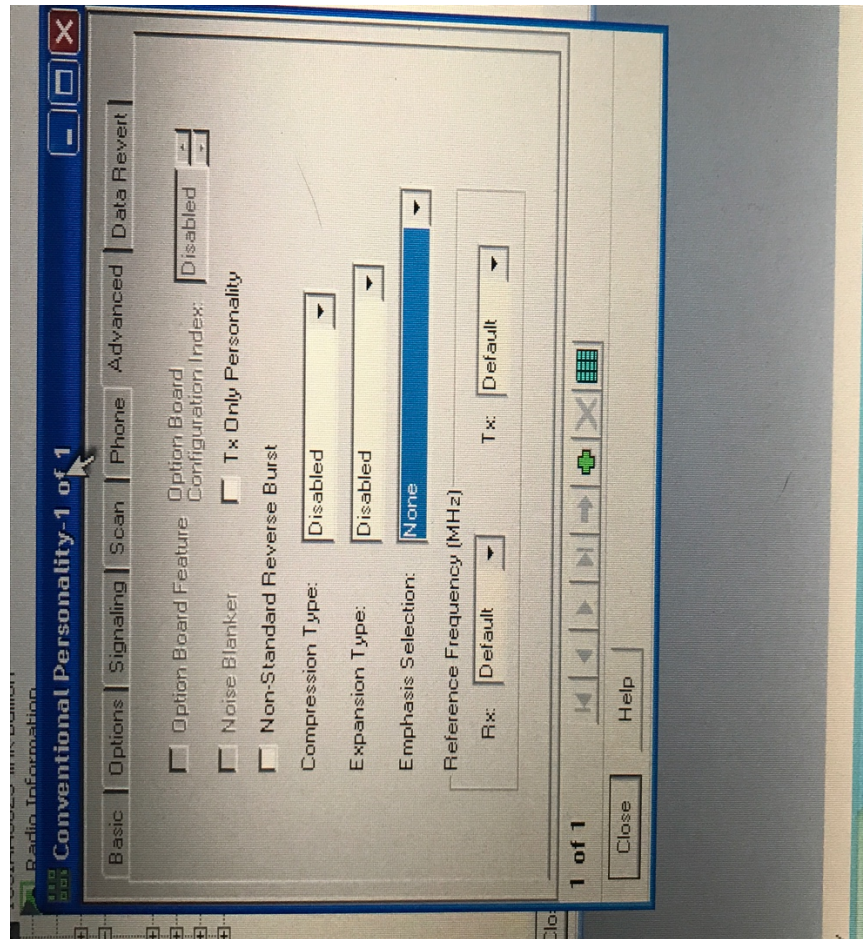 Radio Information
Conventional Personality-1 of 1
Basic Options Signaling Scan Phone Advanced Data Revert
Option Board Feature
Option Board
Configuration Index:
Disabled
Noise Blanker
Tx Only Personality
Non-Standard Reverse Burst
Compression Type: Disabled
Expansion Type: Disabled
Emphasis Selection: None
Reference Frequency (MHz)
Rx: Default Tx: Default
1 of 1
Close Help
Clo